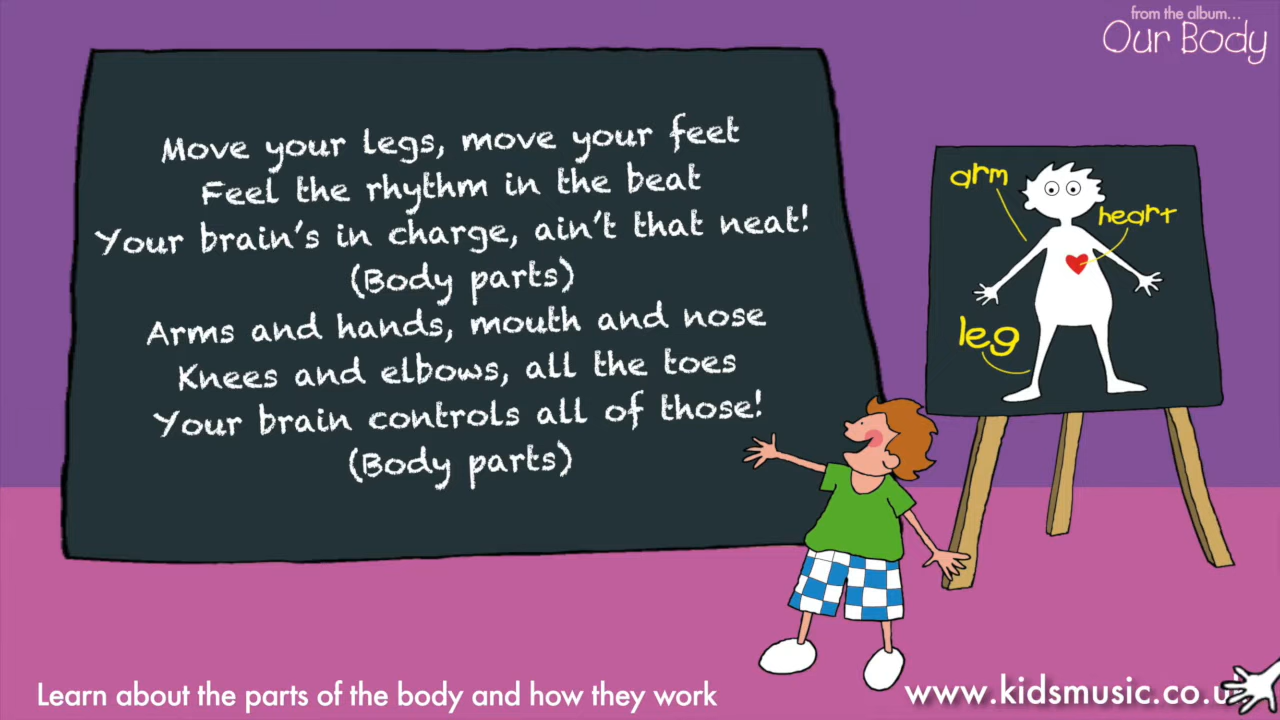 from the album...
Our Body
Move your legs, move your feet
Feel the rhythm in the beat
Your brain's in charge, ain't that neat!
(Body parts)
Arms and hands, mouth and nose
Knees and elbows, all the toes
Your brain controls all of those!
(Body parts)
arm
heart
leg
Learn about the parts of the body and how they work
www.kidsmusic.co.u